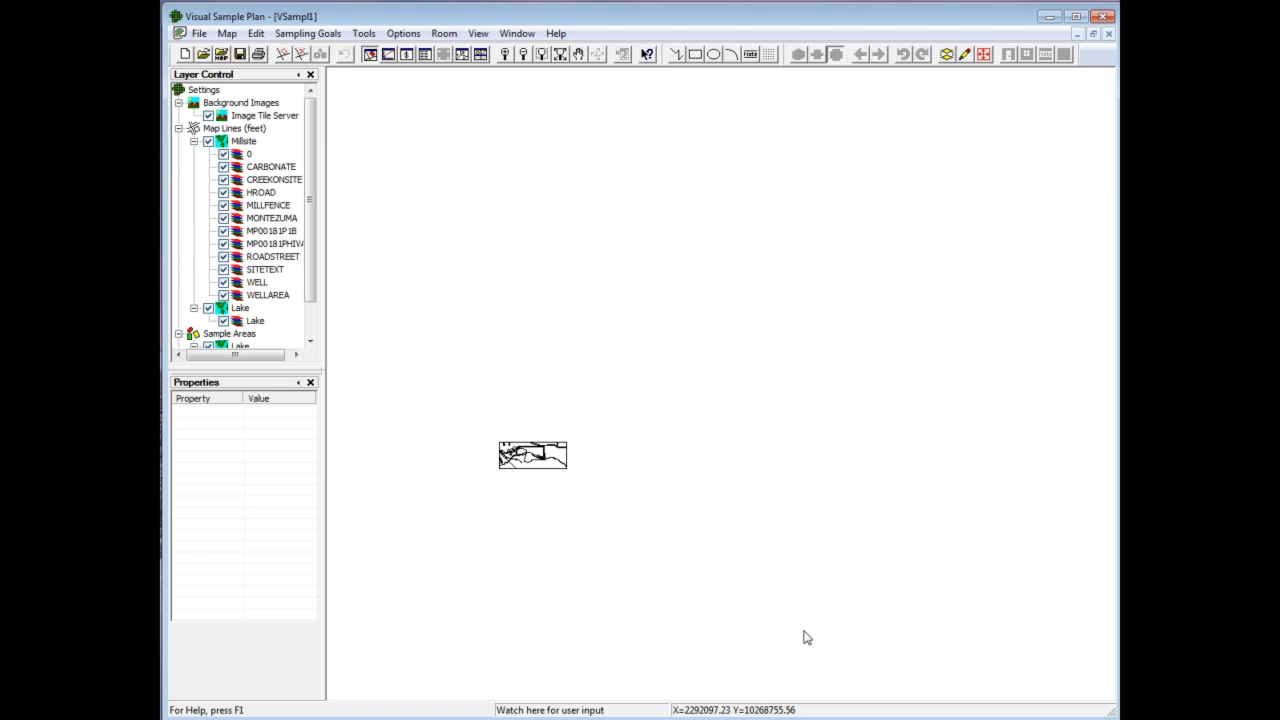 Visual Sample Plan - [VSampl1]
File Map Edit Sampling Goals Tools Options Room View Window Help
Layer Control
Settings
Background Images
Image Tile Server
Map Lines (feet)
Millsite
0
CARBONATE
CREEKONSITE
HROAD
MILLFENCE
MONTEZUMA
MP00181P1B
MP00181PHIVA
ROADSTREET
SITETEXT
WELL
WELLAREA
Lake
Lake
Sample Areas
Lake
Properties
Property Value
For Help, press F1 Watch here for user input X=2292097.23 Y=10268755.56